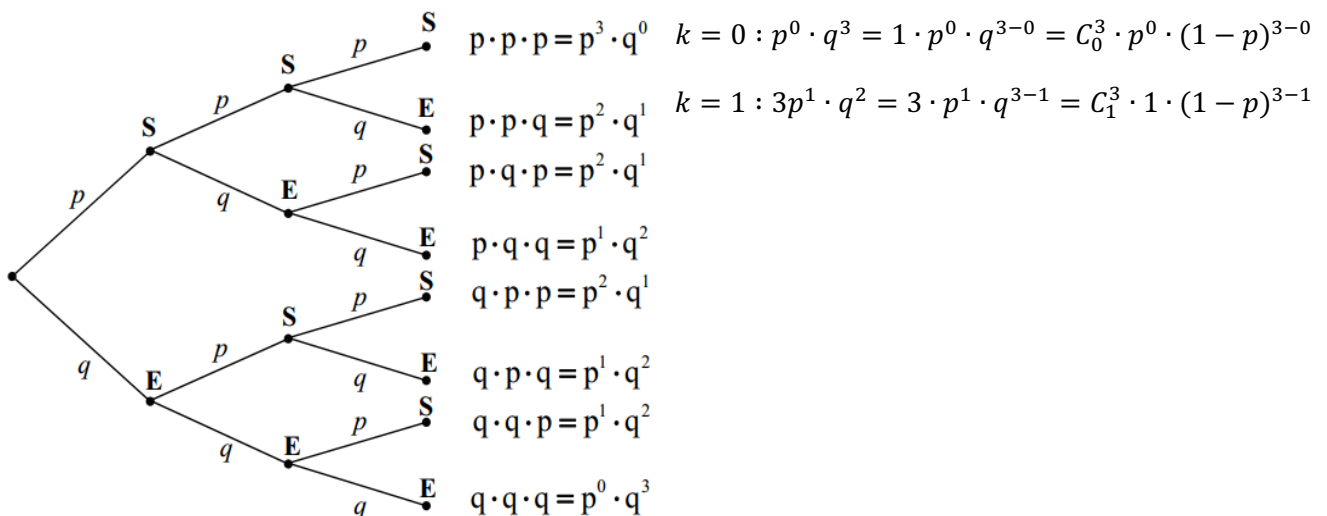 S
p
p·p·p=p³·q⁰
k = 0 : p⁰ · q³ = 1 · p⁰ · q³⁻⁰ = C₀³ · p⁰ · (1 − p)³⁻⁰
S
p
E
q
p·p·q=p²·q¹
k = 1 : 3p¹ · q² = 3 · p¹ · q³⁻¹ = C₁³ · 1 · (1 − p)³⁻¹
S
p
S
p
p·q·p=p²·q¹
q
E
E
q
p·q·q=p¹·q²
S
p
q·p·p=p²·q¹
S
p
E
q
q·p·q=p¹·q²
q
E
S
p
q·q·p=p¹·q²
q
E
E
q
q·q·q=p⁰·q³